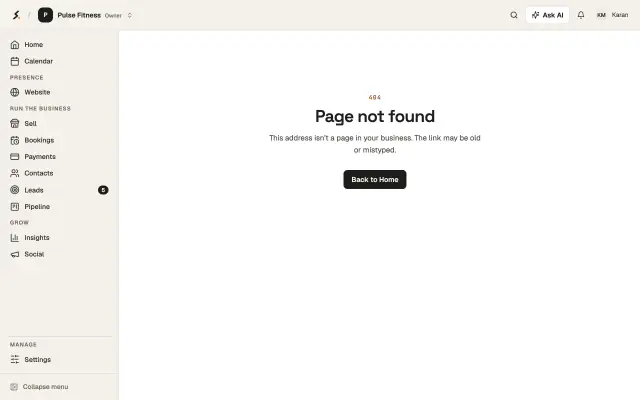 P Pulse Fitness Owner
Ask AI
KM Karan
Home
Calendar
PRESENCE
Website
RUN THE BUSINESS
Sell
Bookings
Payments
Contacts
Leads 5
Pipeline
GROW
Insights
Social
MANAGE
Settings
Collapse menu
404
Page not found
This address isn't a page in your business. The link may be old
or mistyped.
Back to Home